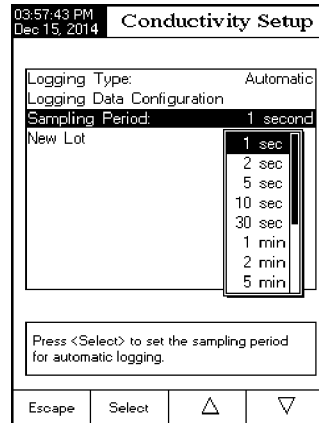 03:57:43 PM
Dec 15, 2014
Conductivity Setup
Logging Type: Automatic
Logging Data Configuration
Sampling Period: 1 second
New Lot
1 sec
2 sec
5 sec
10 sec
30 sec
1 min
2 min
5 min
Press <Select> to set the sampling period
for automatic logging.
Escape Select △ ▽